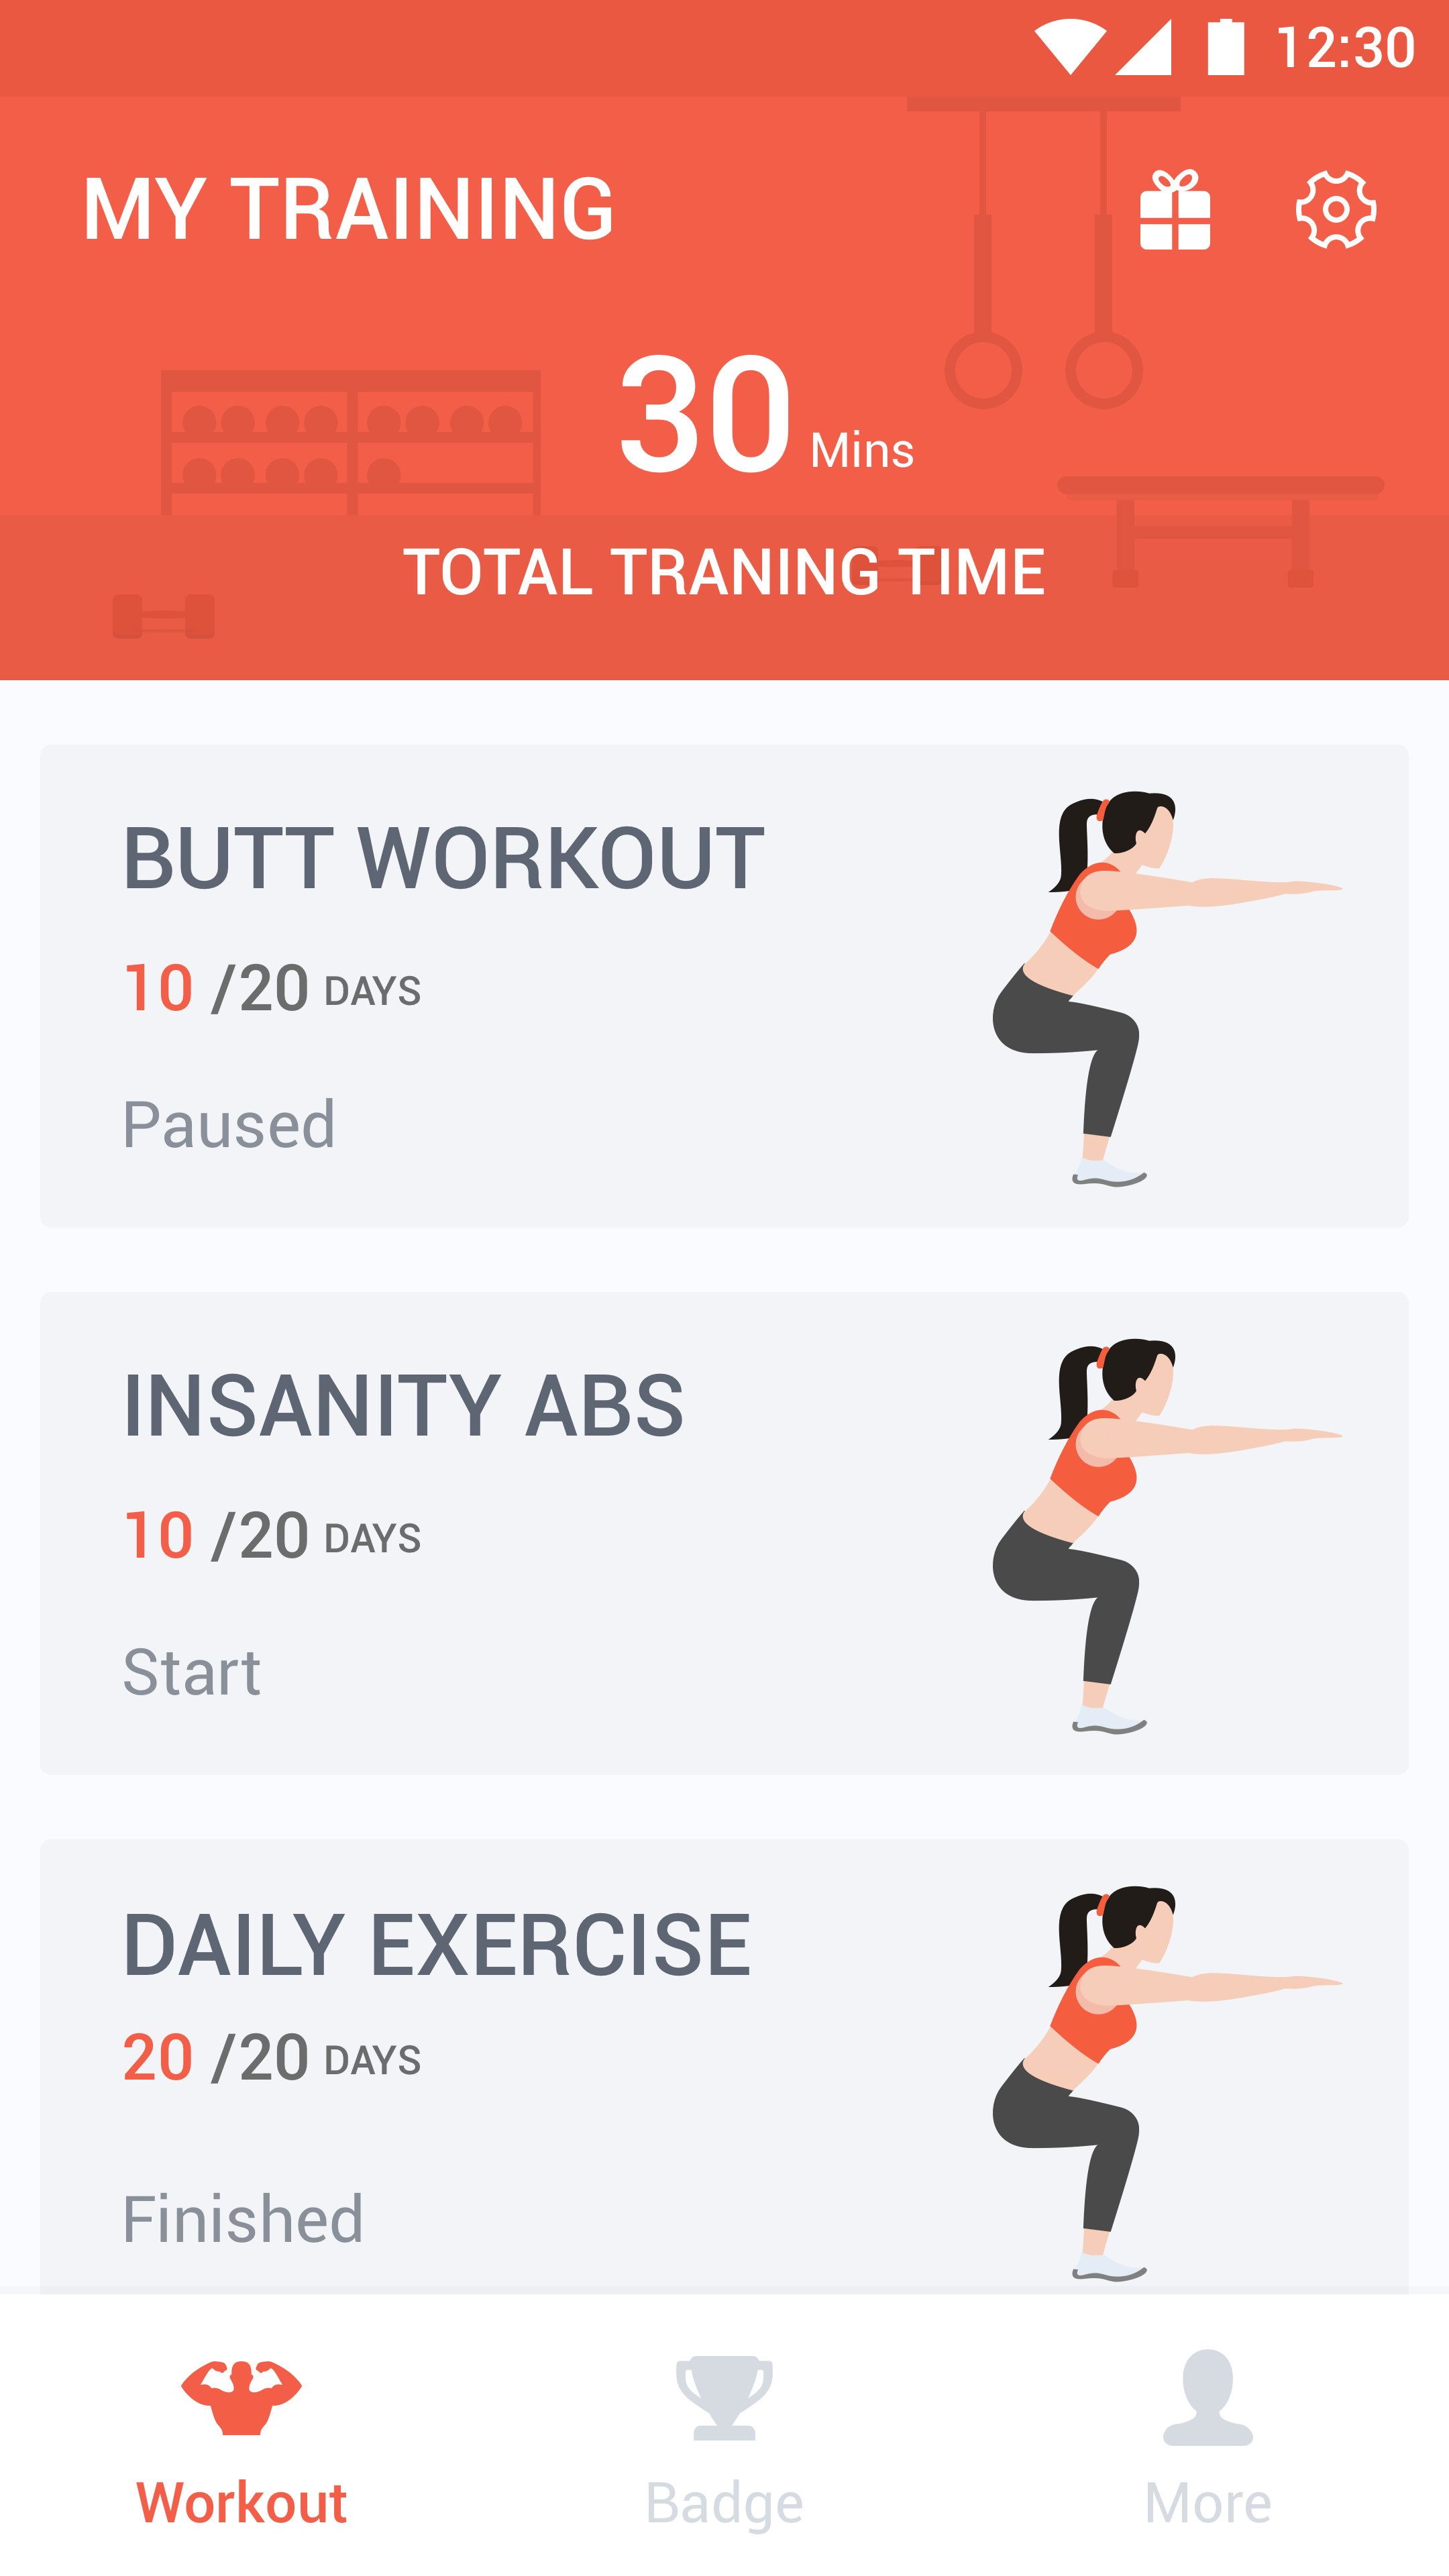 12:30
MY TRAINING
30 Mins
TOTAL TRANING TIME
BUTT WORKOUT
10 /20 DAYS
Paused
INSANITY ABS
10 /20 DAYS
Start
DAILY EXERCISE
20 /20 DAYS
Finished
Workout Badge More